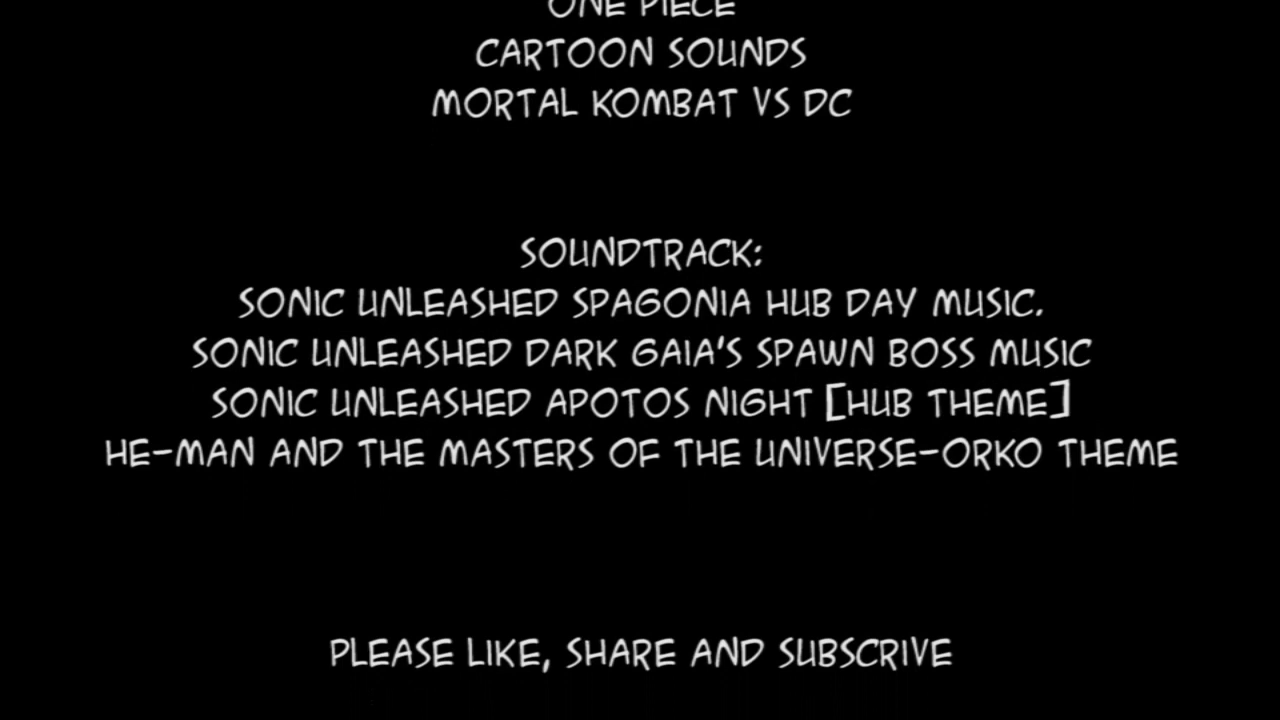 ONE PIECE
CARTOON SOUNDS
MORTAL KOMBAT VS DC
SOUNDTRACK:
SONIC UNLEASHED SPAGONIA HUB DAY MUSIC.
SONIC UNLEASHED DARK GAIA'S SPAWN BOSS MUSIC
SONIC UNLEASHED APOTOS NIGHT [HUB THEME]
HE-MAN AND THE MASTERS OF THE UNIVERSE-ORKO THEME
PLEASE LIKE, SHARE AND SUBSCRIVE